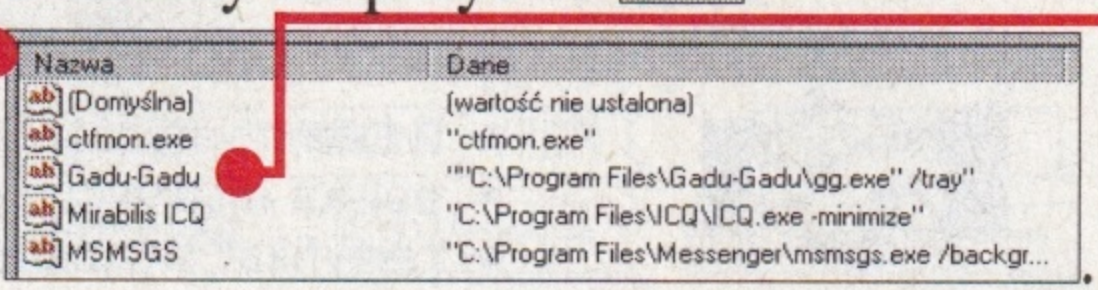 Nazwa Dane
(Domyślna) (wartość nie ustalona)
ctfmon.exe "ctfmon.exe"
Gadu-Gadu ""C:\Program Files\Gadu-Gadu\gg.exe" /tray"
Mirabilis ICQ "C:\Program Files\ICQ\ICQ.exe -minimize"
MSMSGS "C:\Program Files\Messenger\msmsgs.exe /backgr...